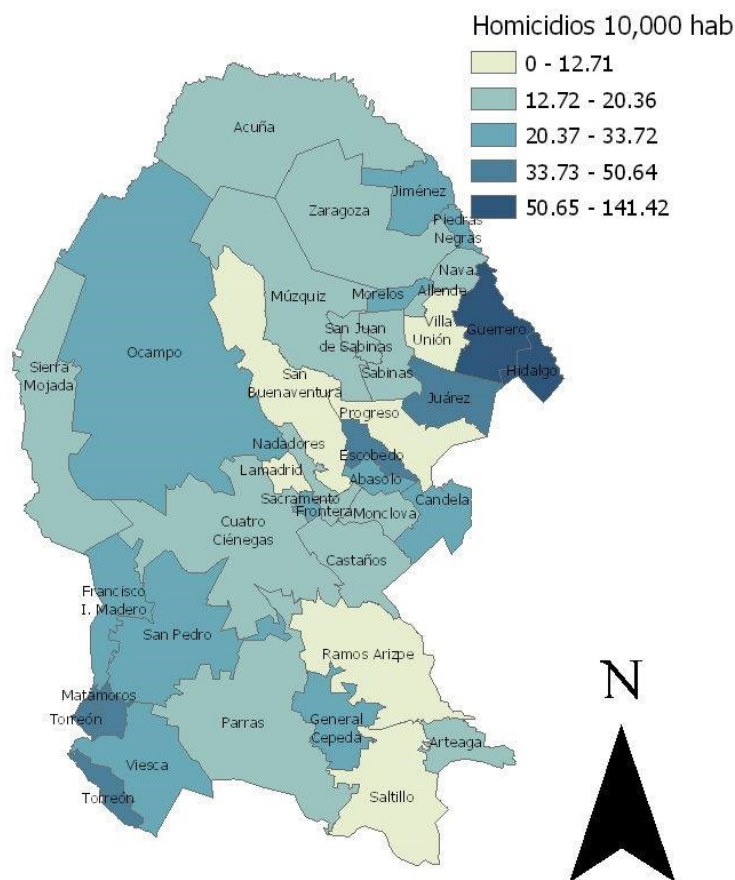 Homicidios 10,000 hab
0 - 12.71
12.72 - 20.36
20.37 - 33.72
33.73 - 50.64
50.65 - 141.42
Acuña
Jiménez
Zaragoza
Piedras
Negras
Nava
Múzquiz
Morelos
Allende
Villa
Unión
Guerrero
San Juan
de Sabinas
Ocampo
Sierra
Mojada
Hidalgo
Sabinas
San
Buenaventura
Juárez
Progreso
Nadadores
Escobedo
Lamadrid
Abasolo
Sacramento
Candela
Frontera
Monclova
Cuatro
Ciénegas
Castaños
Francisco
I. Madero
San Pedro
Ramos Arizpe
N
Matamoros
Torreón
Parras
General
Cepeda
Arteaga
Viesca
Torreón
Saltillo